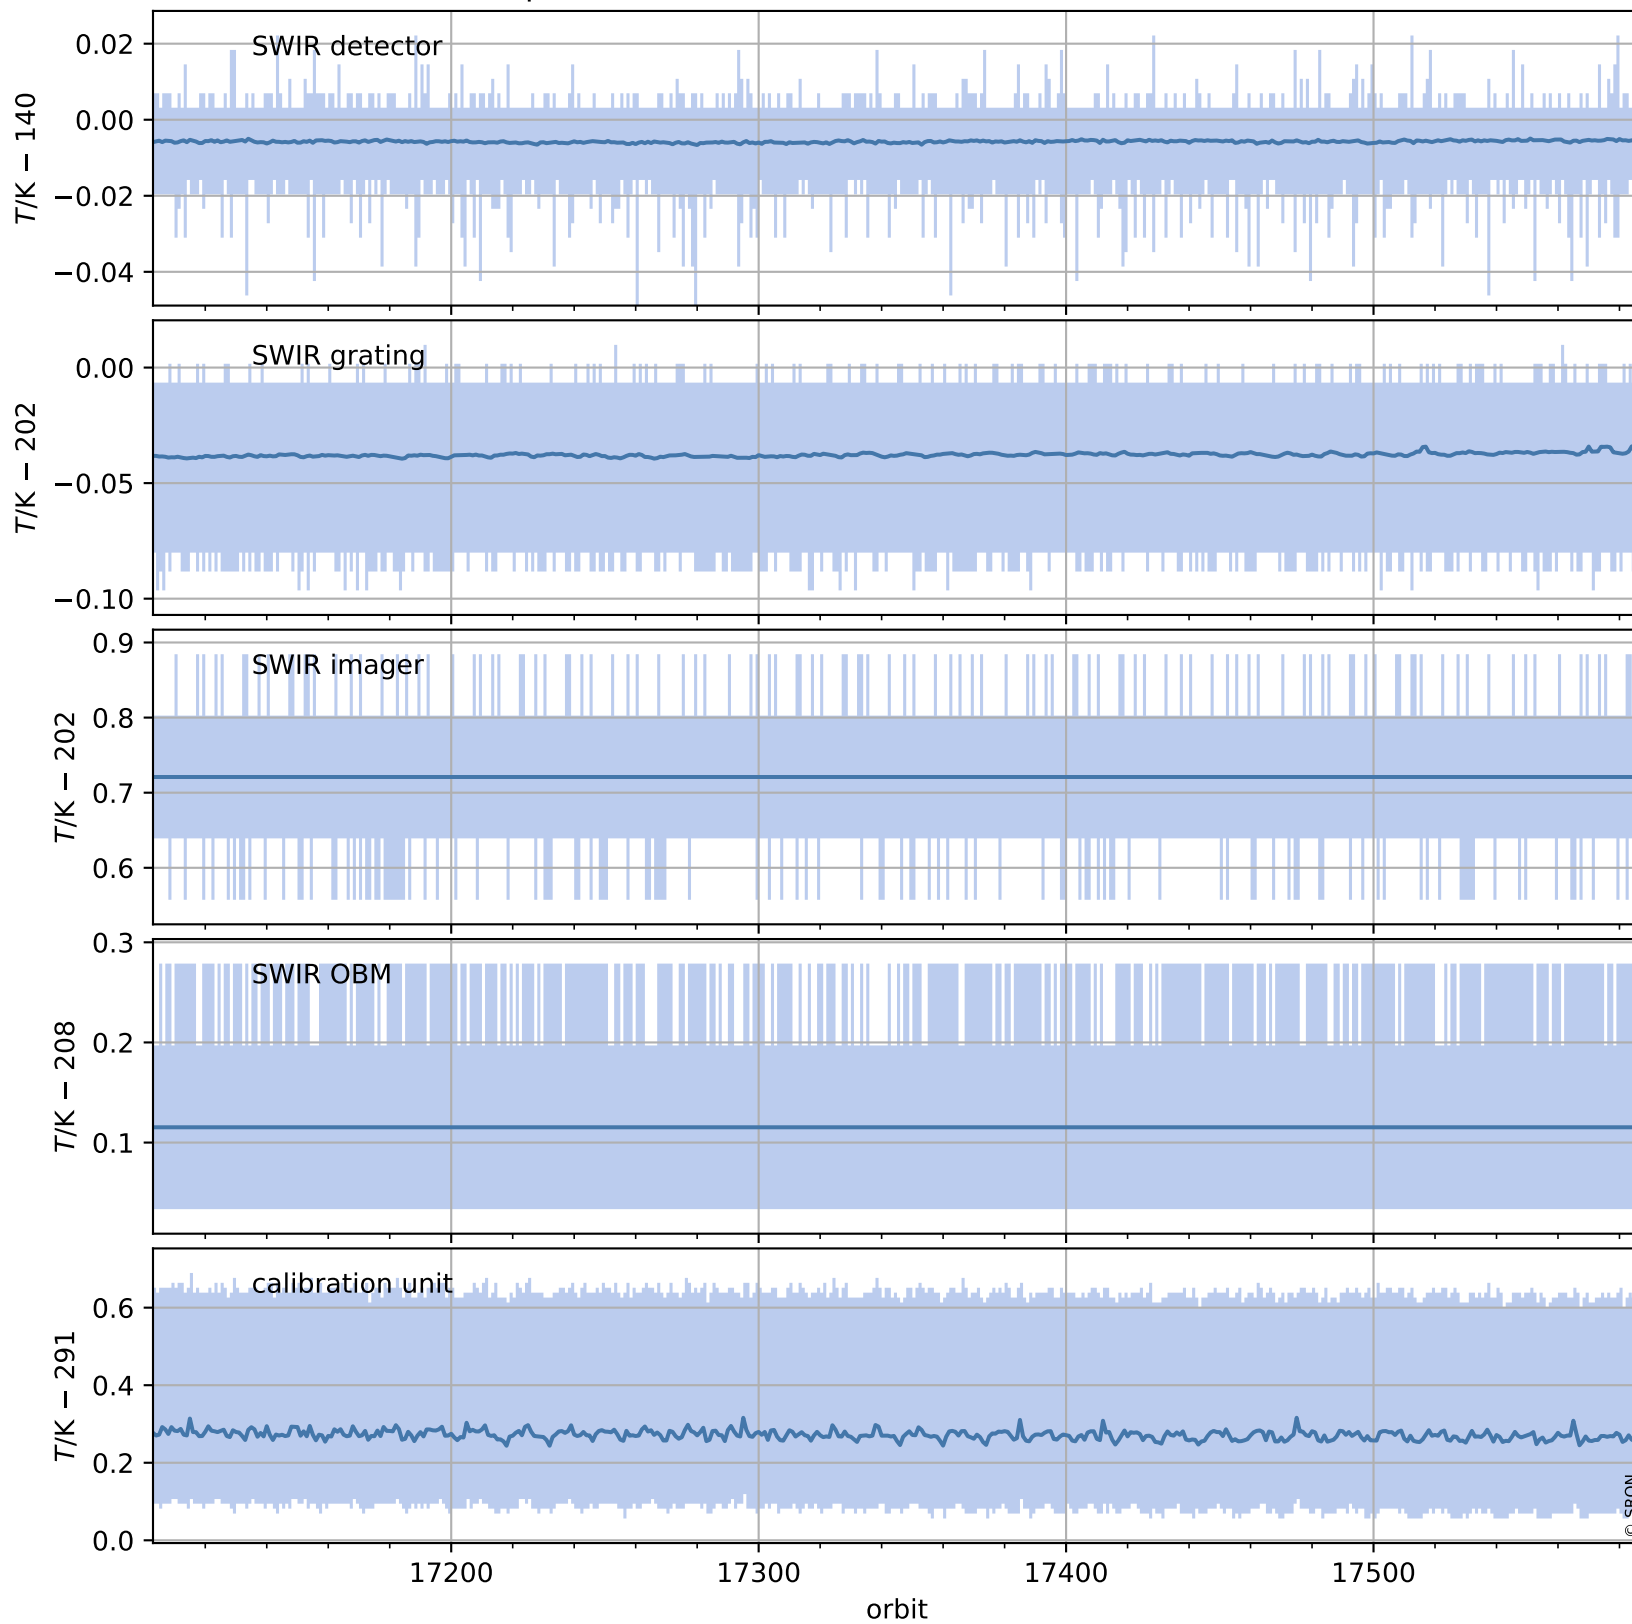 0.02
0.00
−0.02
−0.04
T/K − 140
SWIR detector
0.00
−0.05
−0.10
T/K − 202
SWIR grating
0.9
0.8
0.7
0.6
T/K − 202
SWIR imager
0.3
0.2
0.1
T/K − 208
SWIR OBM
0.6
0.4
0.2
0.0
T/K − 291
calibration unit
© SRON
17200
17300
17400
17500
orbit